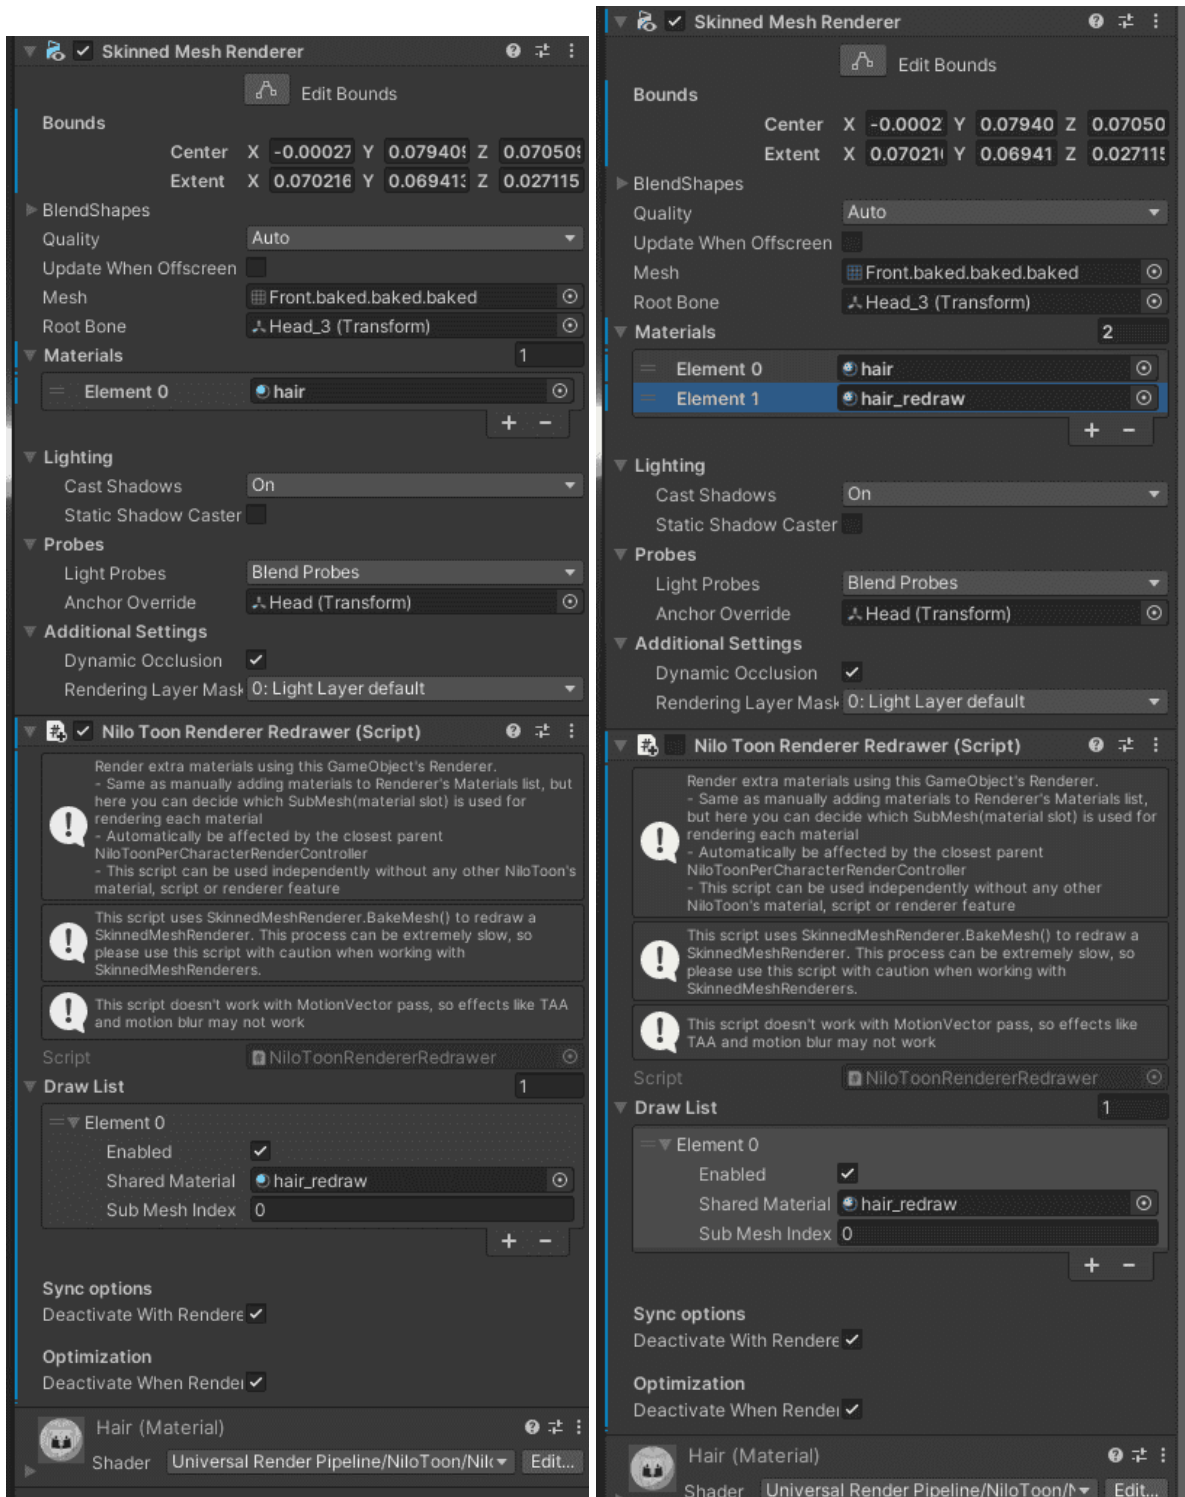 Skinned Mesh Renderer
Edit Bounds
Bounds
Center X -0.00027 Y 0.07940 Z 0.07050
Extent X 0.070216 Y 0.069413 Z 0.027115
BlendShapes
Quality Auto
Update When Offscreen
Mesh Front.baked.baked.baked
Root Bone Head_3 (Transform)
Materials 1
Element 0 hair
+ −
Lighting
Cast Shadows On
Static Shadow Caster
Probes
Light Probes Blend Probes
Anchor Override Head (Transform)
Additional Settings
Dynamic Occlusion
Rendering Layer Mask 0: Light Layer default
Nilo Toon Renderer Redrawer (Script)
Render extra materials using this GameObject's Renderer.
- Same as manually adding materials to Renderer's Materials list, but
here you can decide which SubMesh(material slot) is used for
rendering each material
- Automatically be affected by the closest parent
NiloToonPerCharacterRenderController
- This script can be used independently without any other NiloToon's
material, script or renderer feature
This script uses SkinnedMeshRenderer.BakeMesh() to redraw a
SkinnedMeshRenderer. This process can be extremely slow, so
please use this script with caution when working with
SkinnedMeshRenderers.
This script doesn't work with MotionVector pass, so effects like TAA
and motion blur may not work
Script NiloToonRendererRedrawer
Draw List 1
Element 0
Enabled
Shared Material hair_redraw
Sub Mesh Index 0
+ −
Sync options
Deactivate With Rendere
Optimization
Deactivate When Render
Hair (Material)
Shader Universal Render Pipeline/NiloToon/Nilo Edit...
Skinned Mesh Renderer
Edit Bounds
Bounds
Center X -0.0002 Y 0.07940 Z 0.07050
Extent X 0.07021 Y 0.06941 Z 0.027115
BlendShapes
Quality Auto
Update When Offscreen
Mesh Front.baked.baked.baked
Root Bone Head_3 (Transform)
Materials 2
Element 0 hair
Element 1 hair_redraw
+ −
Lighting
Cast Shadows On
Static Shadow Caster
Probes
Light Probes Blend Probes
Anchor Override Head (Transform)
Additional Settings
Dynamic Occlusion
Rendering Layer Mask 0: Light Layer default
Nilo Toon Renderer Redrawer (Script)
Render extra materials using this GameObject's Renderer.
- Same as manually adding materials to Renderer's Materials list,
but here you can decide which SubMesh(material slot) is used for
rendering each material
- Automatically be affected by the closest parent
NiloToonPerCharacterRenderController
- This script can be used independently without any other
NiloToon's material, script or renderer feature
This script uses SkinnedMeshRenderer.BakeMesh() to redraw a
SkinnedMeshRenderer. This process can be extremely slow, so
please use this script with caution when working with
SkinnedMeshRenderers.
This script doesn't work with MotionVector pass, so effects like
TAA and motion blur may not work
Script NiloToonRendererRedrawer
Draw List 1
Element 0
Enabled
Shared Material hair_redraw
Sub Mesh Index 0
+ −
Sync options
Deactivate With Rendere
Optimization
Deactivate When Render
Hair (Material)
Shader Universal Render Pipeline/NiloToon/N Edit...